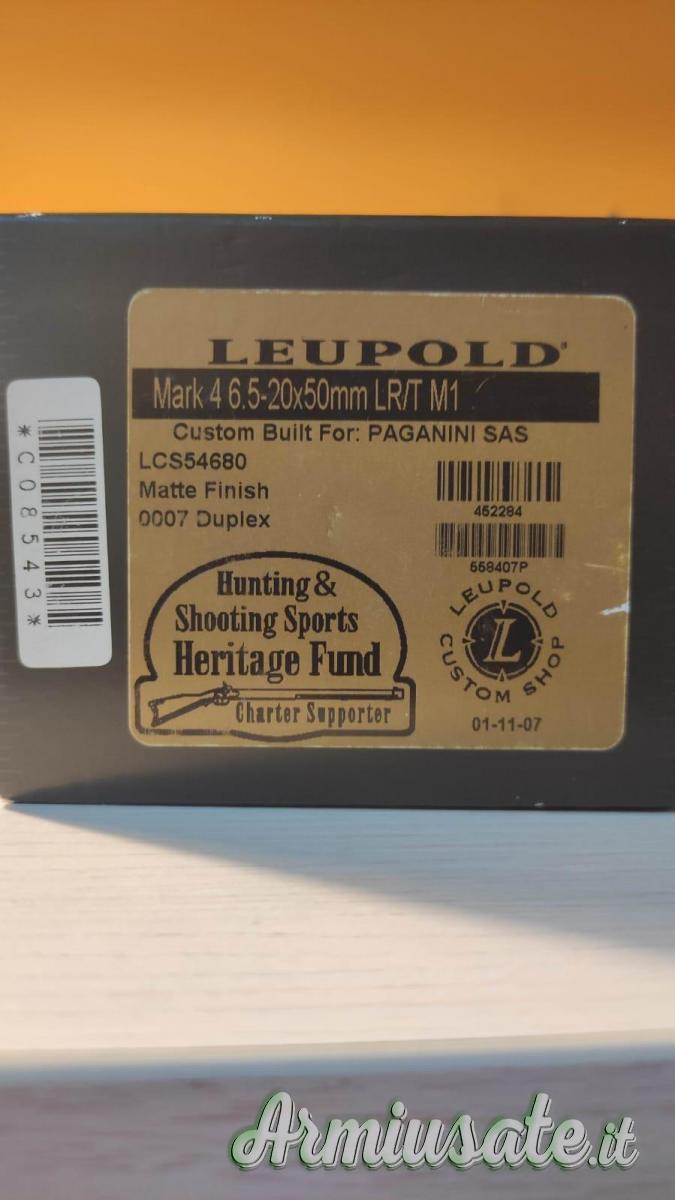 LEUPOLD
Mark 4 6.5-20x50mm LR/T M1
Custom Built For: PAGANINI SAS
LCS54680
Matte Finish
0007 Duplex
452284
558407P
Hunting &
Shooting Sports
Heritage Fund
Charter Supporter
LEUPOLD
L
CUSTOM SHOP
01-11-07
*C08543*
Armiusate.it